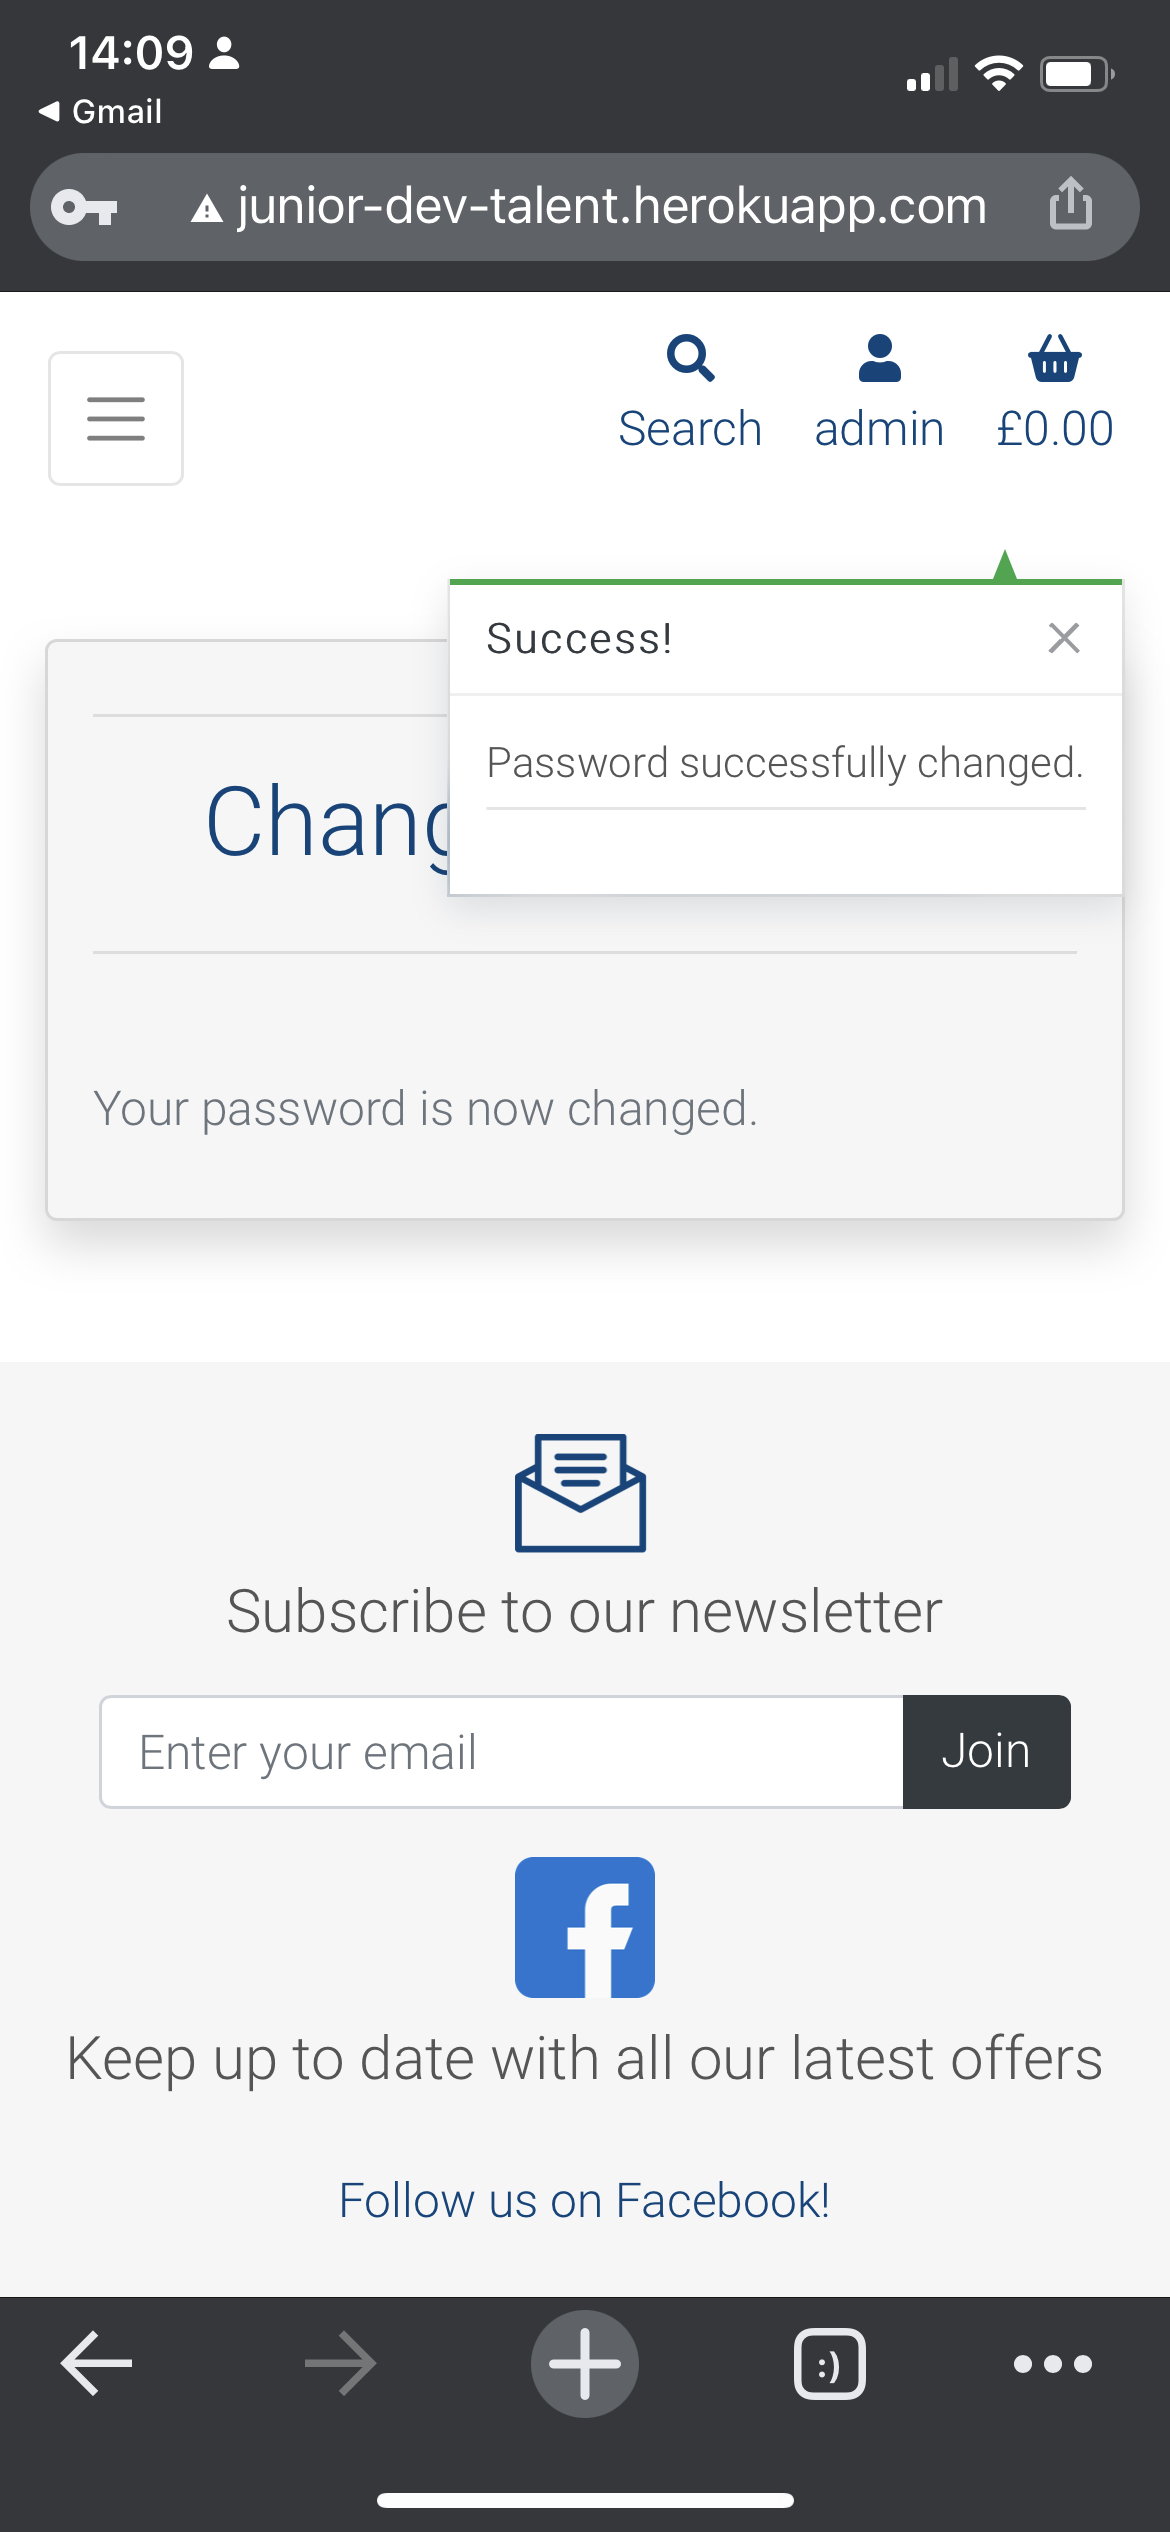 14:09
Gmail
junior-dev-talent.herokuapp.com
Search admin £0.00
Success!
Password successfully changed.
Chang
Your password is now changed.
Subscribe to our newsletter
Enter your email Join
Keep up to date with all our latest offers
Follow us on Facebook!
:)